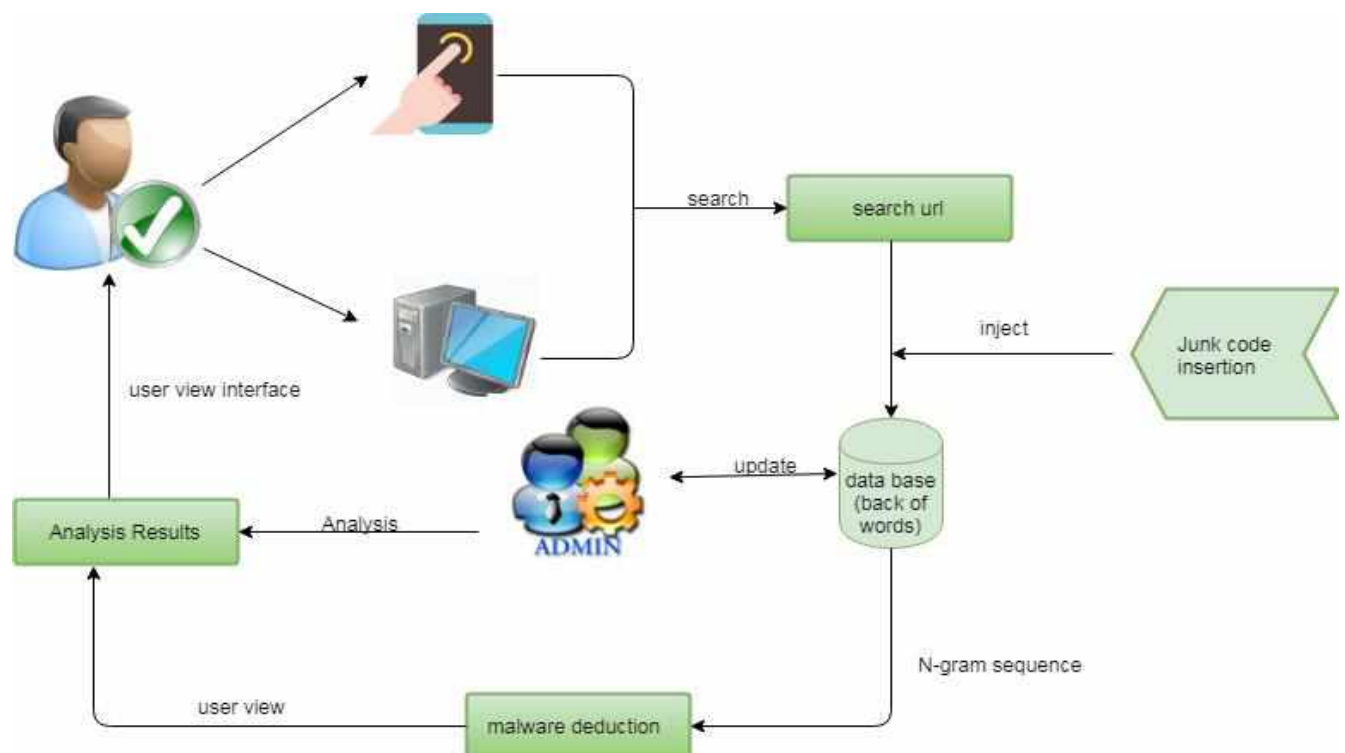 search
search url
inject
Junk code
insertion
user view interface
update
data base
(back of
words)
Analysis Results
Analysis
ADMIN
N-gram sequence
user view
malware deduction